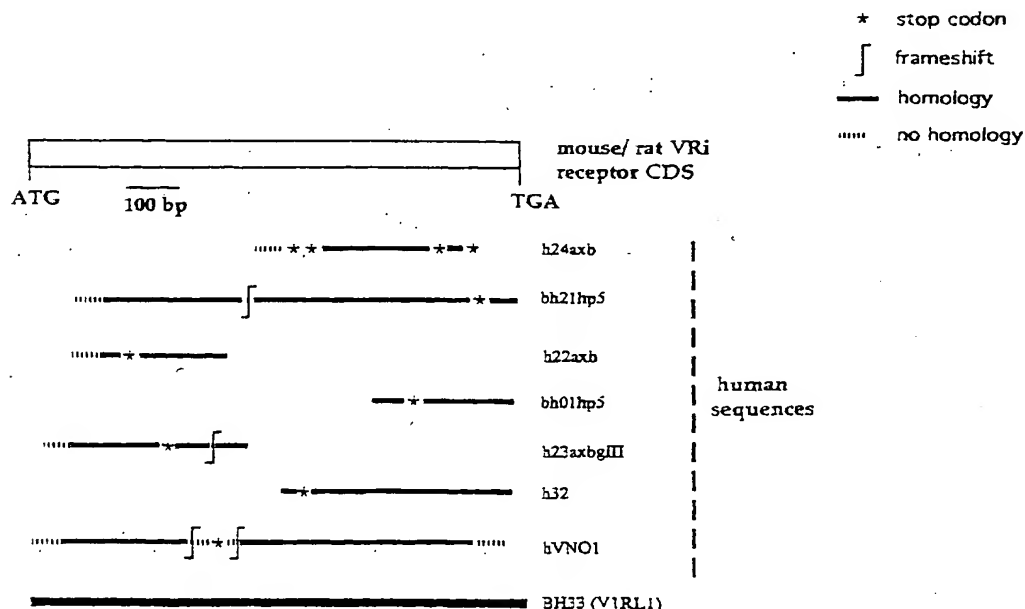 * stop codon
frameshift
homology
no homology
mouse/ rat VRi
receptor CDS
ATG
100 bp
TGA
h24axb
bh21hp5
h22axb
bh01hp5
h23axbgIII
h32
hVNO1
BH33 (V1RL1)
human
sequences